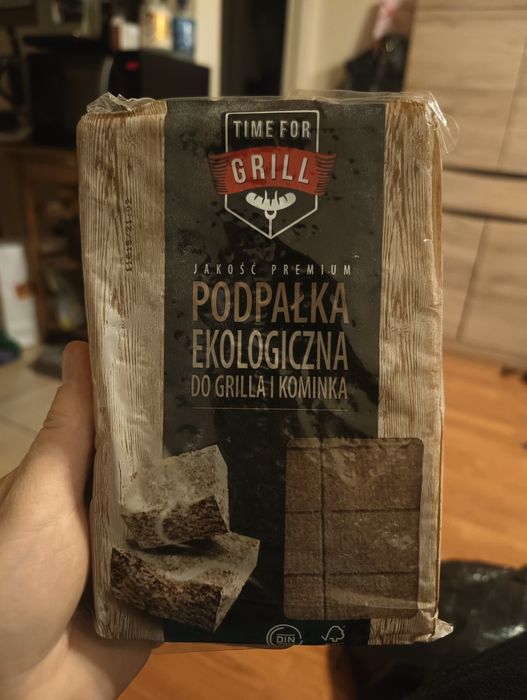 TIME FOR
GRILL
JAKOŚĆ PREMIUM
PODPAŁKA
EKOLOGICZNA
DO GRILLA I KOMINKA
DIN